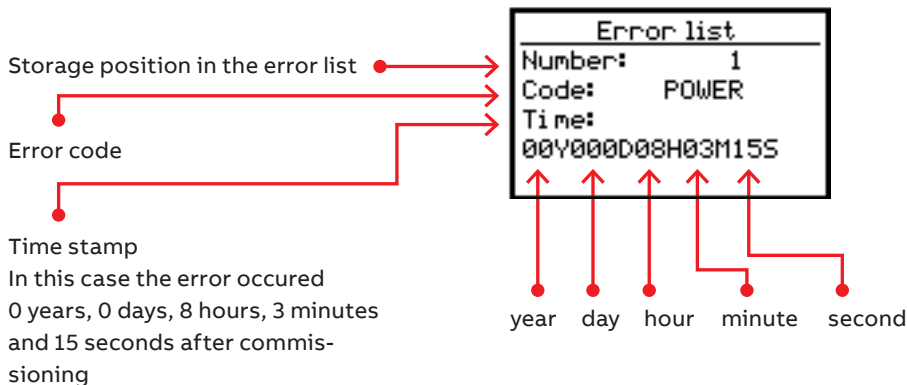 Storage position in the error list
Error code
Time stamp
In this case the error occured
0 years, 0 days, 8 hours, 3 minutes
and 15 seconds after commis-
sioning
Error list
Number: 1
Code: POWER
Time:
00Y000D08H03M15S
year day hour minute second